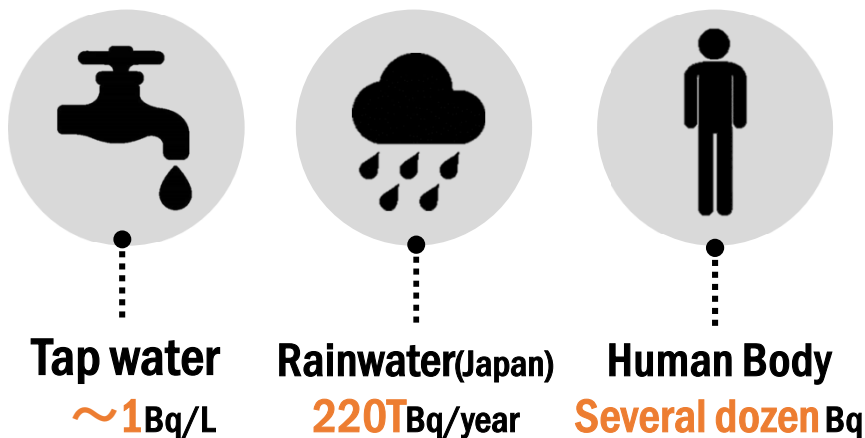 Tap water
～1Bq/L
Rainwater(Japan)
220TBq/year
Human Body
Several dozen Bq